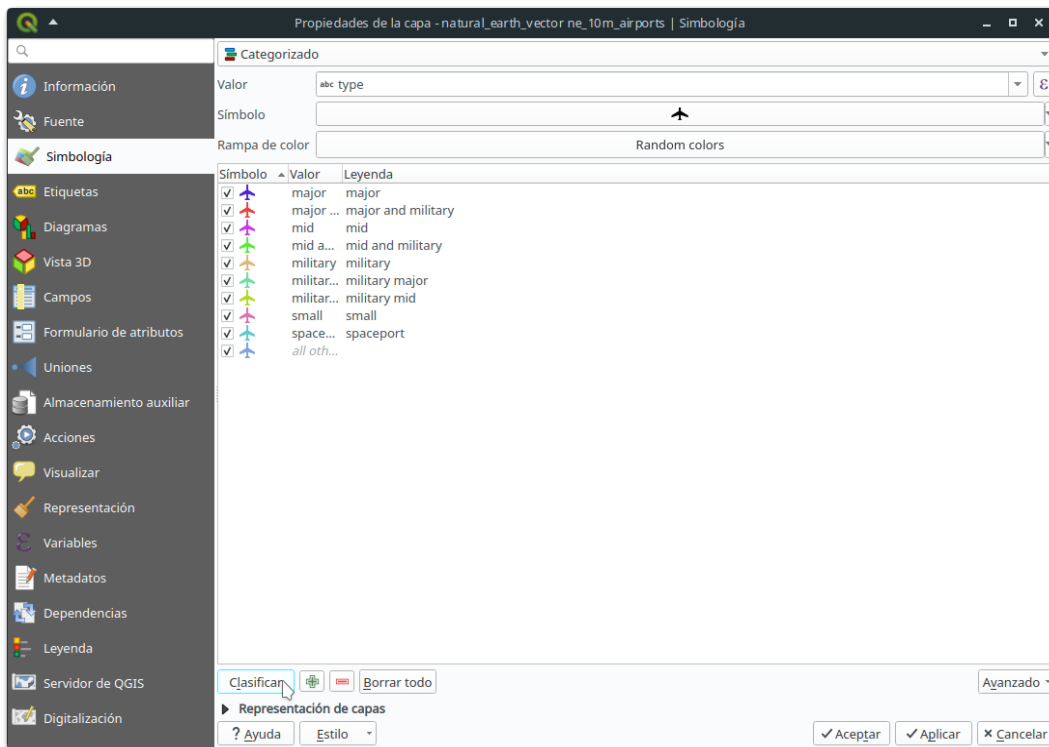 Propiedades de la capa - natural_earth_vector ne_10m_airports | Simbología
Información
Fuente
Simbología
abc Etiquetas
Diagramas
Vista 3D
Campos
Formulario de atributos
Uniones
Almacenamiento auxiliar
Acciones
Visualizar
Representación
Variables
Metadatos
Dependencias
Leyenda
Servidor de QGIS
Digitalización
Categorizado
Valor abc type ε
Símbolo
Rampa de color Random colors
Símbolo Valor Leyenda
major major
major ... major and military
mid mid
mid a... mid and military
military military
militar... military major
militar... military mid
small small
space... spaceport
all oth...
Clasificar Borrar todo Avanzado
Representación de capas
? Ayuda Estilo Aceptar Aplicar Cancelar